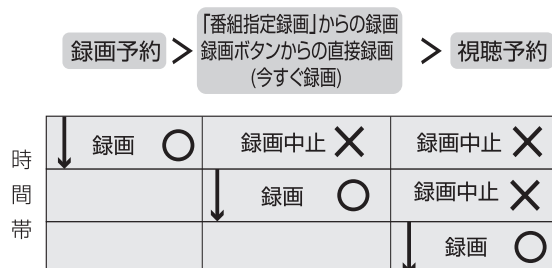 録画予約 > 「番組指定録画」からの録画
録画ボタンからの直接録画
(今すぐ録画) > 視聴予約
時間帯
録画 ○ 録画中止 × 録画中止 ×
録画 ○ 録画中止 ×
録画 ○